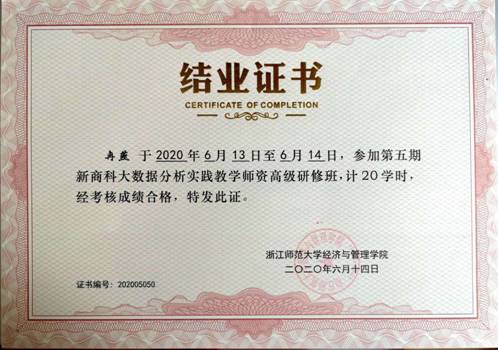 结业证书
CERTIFICATE OF COMPLETION
冉燕 于 2020 年 6 月 13 日至 6 月 14 日，参加第五期
新商科大数据分析实践教学师资高级研修班，计 20 学时，
经考核成绩合格，特发此证。
浙江师范大学经济与管理学院
二〇二〇年六月十四日
证书编号：202005050